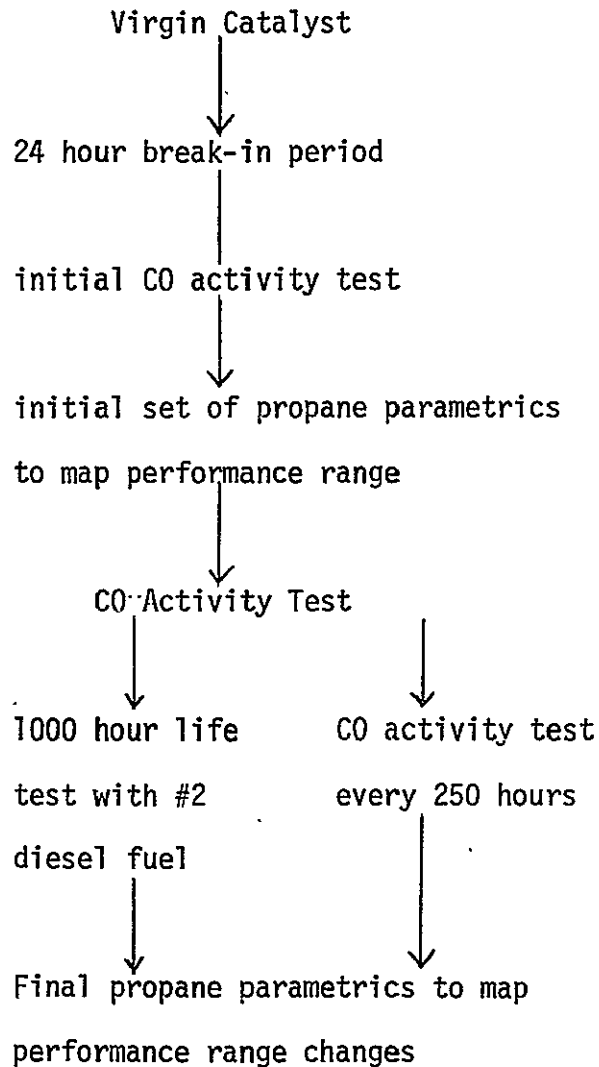 Virgin Catalyst
24 hour break-in period
initial CO activity test
initial set of propane parametrics
to map performance range
CO Activity Test
1000 hour life
test with #2
diesel fuel
CO activity test
every 250 hours
Final propane parametrics to map
performance range changes